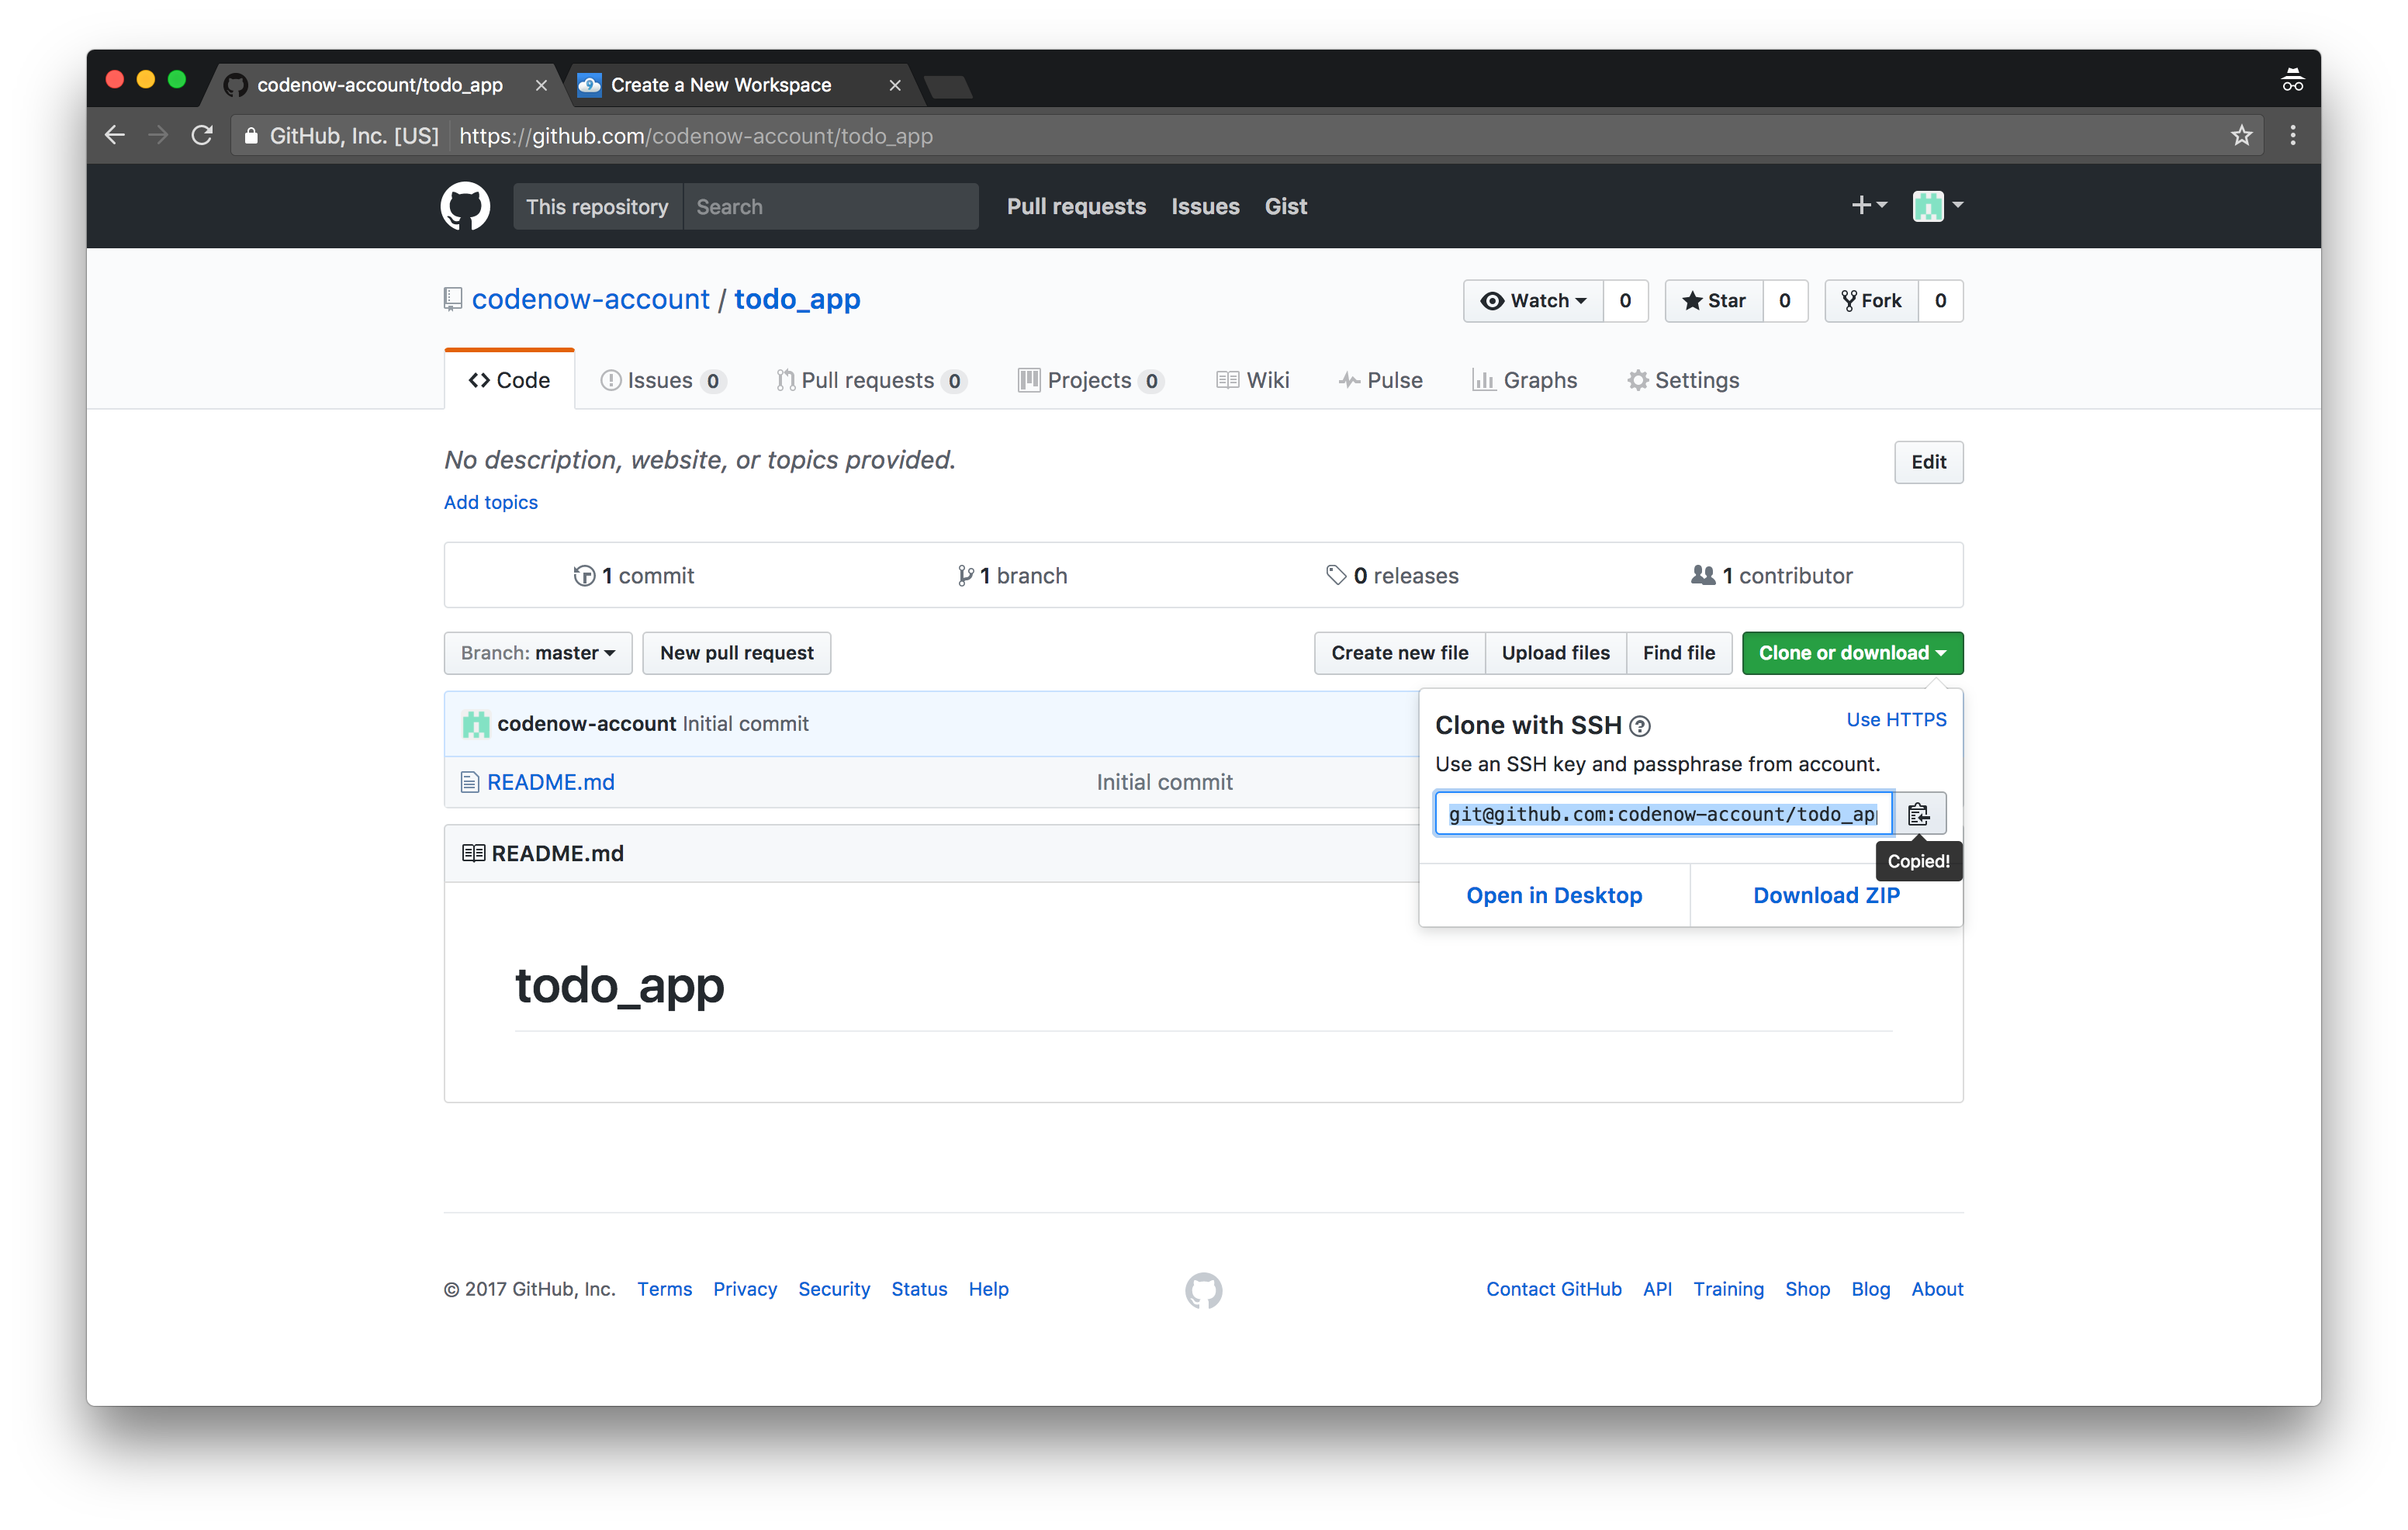 codenow-account/todo_app
Create a New Workspace
GitHub, Inc. [US] https://github.com/codenow-account/todo_app
This repository Search Pull requests Issues Gist
codenow-account / todo_app
Watch 0 Star 0 Fork 0
Code Issues 0 Pull requests 0 Projects 0 Wiki Pulse Graphs Settings
No description, website, or topics provided. Edit
Add topics
1 commit 1 branch 0 releases 1 contributor
Branch: master New pull request Create new file Upload files Find file Clone or download
codenow-account Initial commit
README.md Initial commit
README.md
Clone with SSH Use HTTPS
Use an SSH key and passphrase from account.
git@github.com:codenow-account/todo_ap
Copied!
Open in Desktop Download ZIP
todo_app
© 2017 GitHub, Inc. Terms Privacy Security Status Help Contact GitHub API Training Shop Blog About